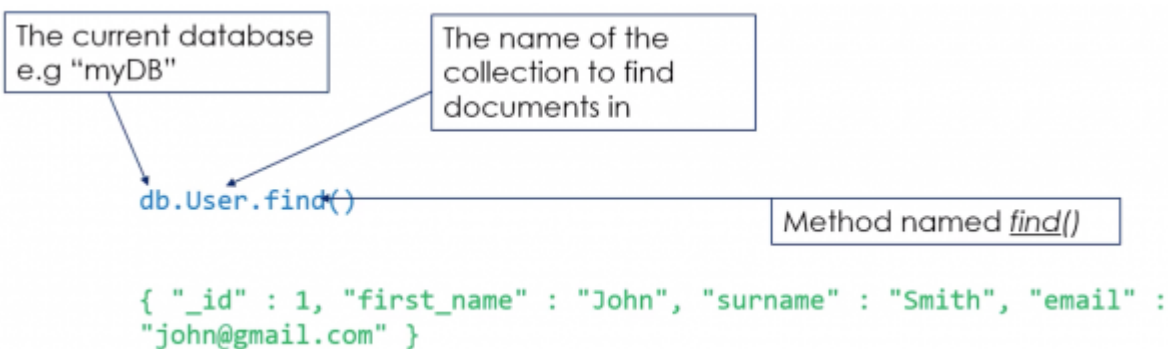 The current database
e.g “myDB”
The name of the
collection to find
documents in
db.User.find()
Method named find()
{ "_id" : 1, "first_name" : "John", "surname" : "Smith", "email" :
"john@gmail.com" }